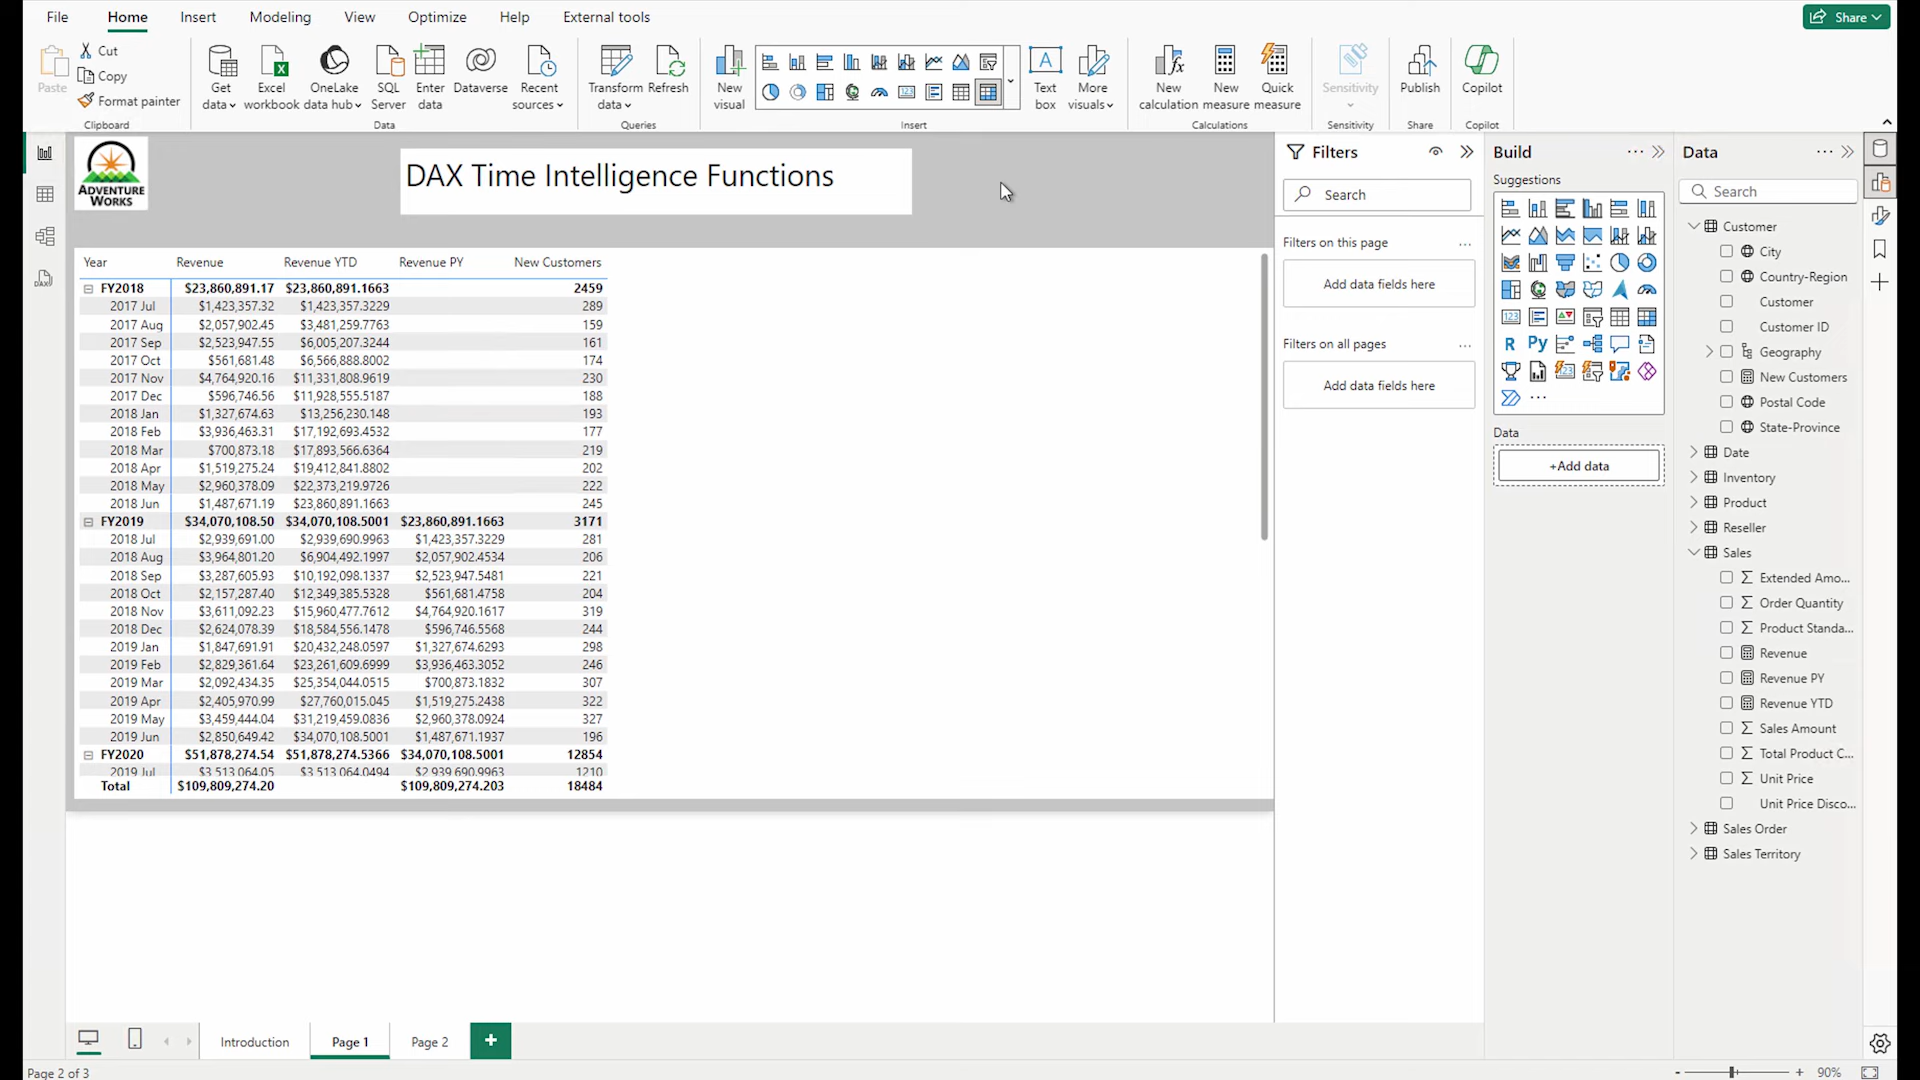 File Home Insert Modeling View Optimize Help External tools Share
Paste Cut Copy Format painter Clipboard
Get data Excel workbook OneLake data hub SQL Server Enter data Dataverse Recent sources Data
Transform data Refresh Queries
New visual Text box More visuals Insert
New calculation New measure Quick measure Calculations
Sensitivity Sensitivity
Publish Share
Copilot Copilot
ADVENTURE WORKS
DAX Time Intelligence Functions
Year Revenue Revenue YTD Revenue PY New Customers
FY2018 $23,860,891.17 $23,860,891.1663 2459
2017 Jul $1,423,357.32 $1,423,357.3229 289
2017 Aug $2,057,902.45 $3,481,259.7763 159
2017 Sep $2,523,947.55 $6,005,207.3244 161
2017 Oct $561,681.48 $6,566,888.8002 174
2017 Nov $4,764,920.16 $11,331,808.9619 230
2017 Dec $596,746.56 $11,928,555.5187 188
2018 Jan $1,327,674.63 $13,256,230.148 193
2018 Feb $3,936,463.31 $17,192,693.4532 177
2018 Mar $700,873.18 $17,893,566.6364 219
2018 Apr $1,519,275.24 $19,412,841.8802 202
2018 May $2,960,378.09 $22,373,219.9726 222
2018 Jun $1,487,671.19 $23,860,891.1663 245
FY2019 $34,070,108.50 $34,070,108.5001 $23,860,891.1663 3171
2018 Jul $2,939,691.00 $2,939,690.9963 $1,423,357.3229 281
2018 Aug $3,964,801.20 $6,904,492.1997 $2,057,902.4534 206
2018 Sep $3,287,605.93 $10,192,098.1337 $2,523,947.5481 221
2018 Oct $2,157,287.40 $12,349,385.5328 $561,681.4758 204
2018 Nov $3,611,092.23 $15,960,477.7612 $4,764,920.1617 319
2018 Dec $2,624,078.39 $18,584,556.1478 $596,746.5568 244
2019 Jan $1,847,691.91 $20,432,248.0597 $1,327,674.6293 298
2019 Feb $2,829,361.64 $23,261,609.6999 $3,936,463.3052 246
2019 Mar $2,092,434.35 $25,354,044.0515 $700,873.1832 307
2019 Apr $2,405,970.99 $27,760,015.045 $1,519,275.2438 322
2019 May $3,459,444.04 $31,219,459.0836 $2,960,378.0924 327
2019 Jun $2,850,649.42 $34,070,108.5001 $1,487,671.1937 196
FY2020 $51,878,274.54 $51,878,274.5366 $34,070,108.5001 12854
2019 Jul $3,513,064.05 $3,513,064.0494 $2,939,690.9963 1210
Total $109,809,274.20 $109,809,274.203 18484
Filters
Search
Filters on this page ...
Add data fields here
Filters on all pages ...
Add data fields here
Build ...
Suggestions
R Py
...
Data
+Add data
Data ...
Search
Customer
City
Country-Region
Customer
Customer ID
Geography
New Customers
Postal Code
State-Province
Date
Inventory
Product
Reseller
Sales
Extended Amo...
Order Quantity
Product Standa...
Revenue
Revenue PY
Revenue YTD
Sales Amount
Total Product C...
Unit Price
Unit Price Disco...
Sales Order
Sales Territory
Introduction Page 1 Page 2 +
Page 2 of 3 - + 90%